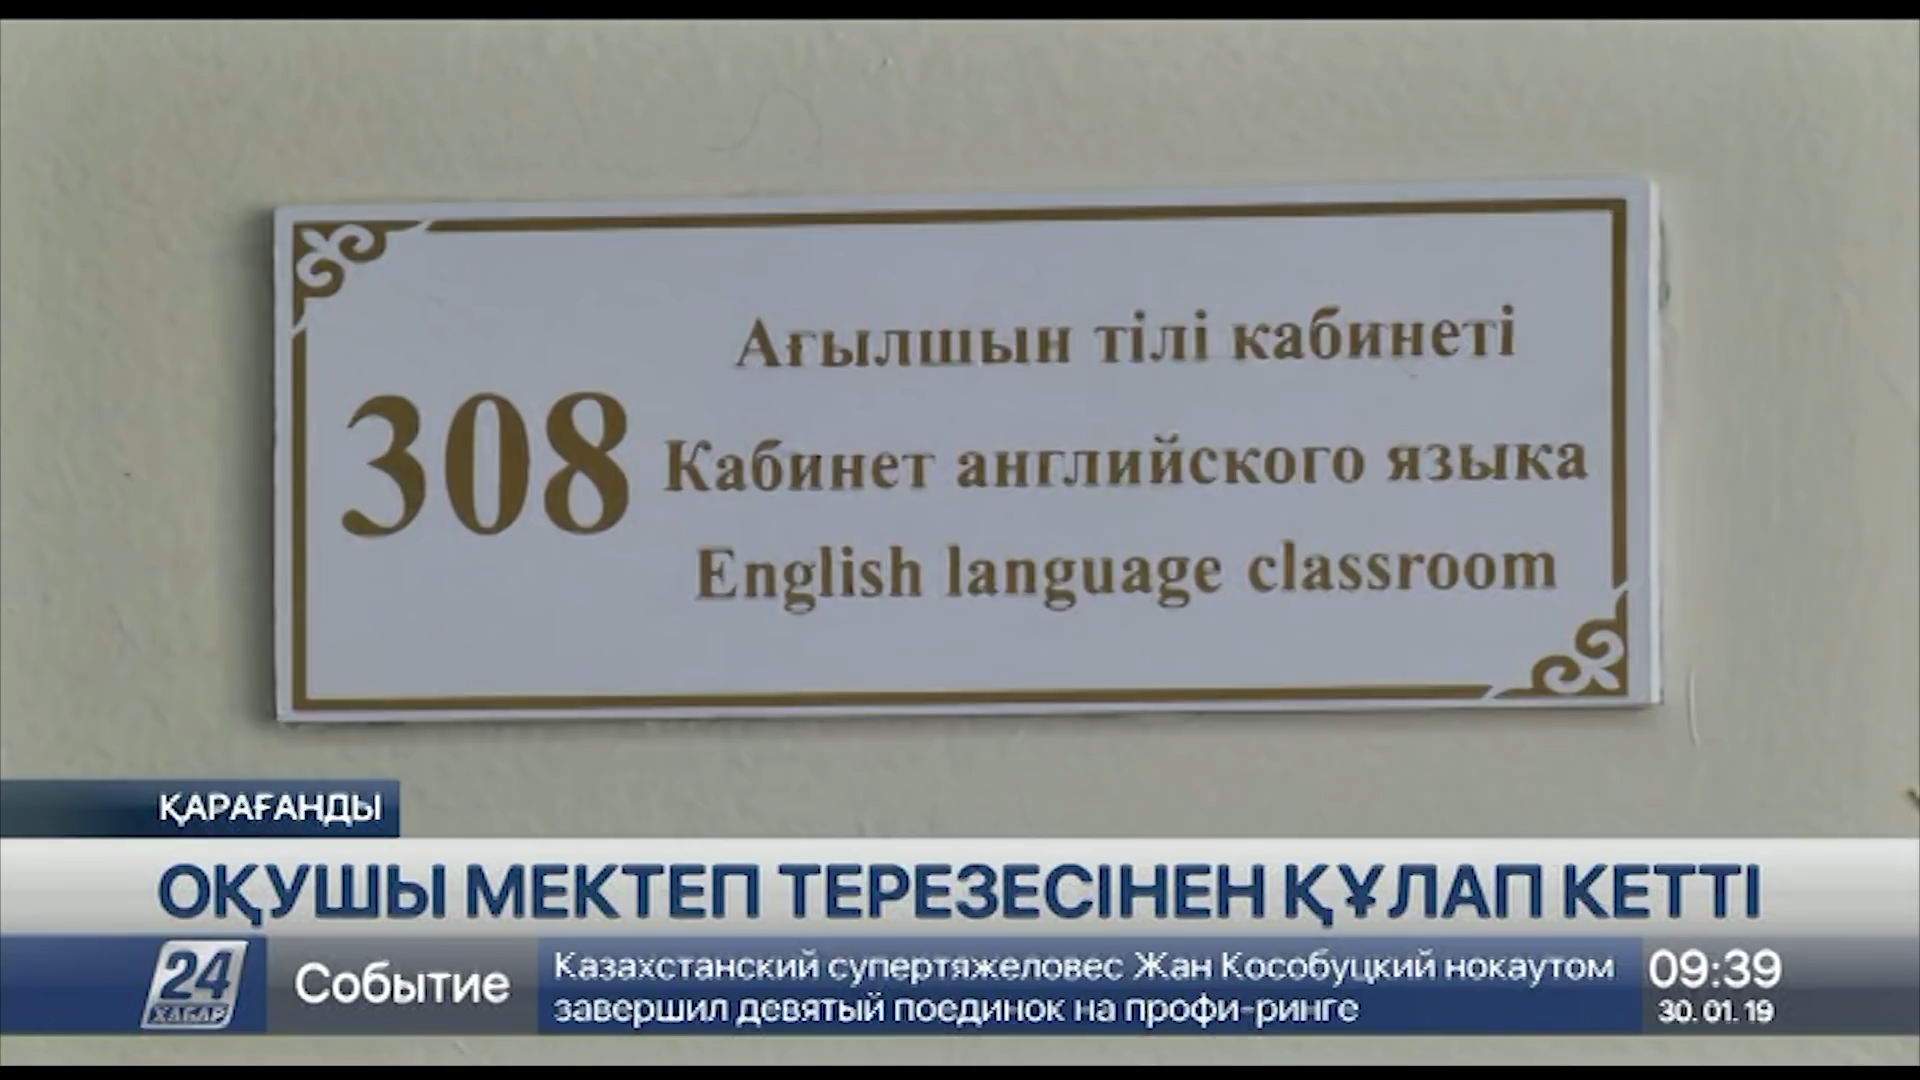 308
Ағылшын тілі кабинеті
Кабинет английского языка
English language classroom
ҚАРАҒАНДЫ
ОҚУШЫ МЕКТЕП ТЕРЕЗЕСІНЕН ҚҰЛАП КЕТТІ
24
ХАБАР
Событие
Казахстанский супертяжеловес Жан Кособуцкий нокаутом
завершил девятый поединок на профи-ринге
09:39
30.01.19